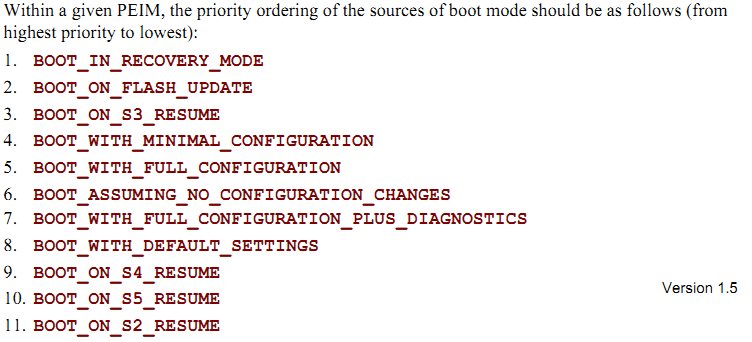 Within a given PEIM, the priority ordering of the sources of boot mode should be as follows (from
highest priority to lowest):
1. BOOT_IN_RECOVERY_MODE
2. BOOT_ON_FLASH_UPDATE
3. BOOT_ON_S3_RESUME
4. BOOT_WITH_MINIMAL_CONFIGURATION
5. BOOT_WITH_FULL_CONFIGURATION
6. BOOT_ASSUMING_NO_CONFIGURATION_CHANGES
7. BOOT_WITH_FULL_CONFIGURATION_PLUS_DIAGNOSTICS
8. BOOT_WITH_DEFAULT_SETTINGS
9. BOOT_ON_S4_RESUME
10. BOOT_ON_S5_RESUME
11. BOOT_ON_S2_RESUME
Version 1.5